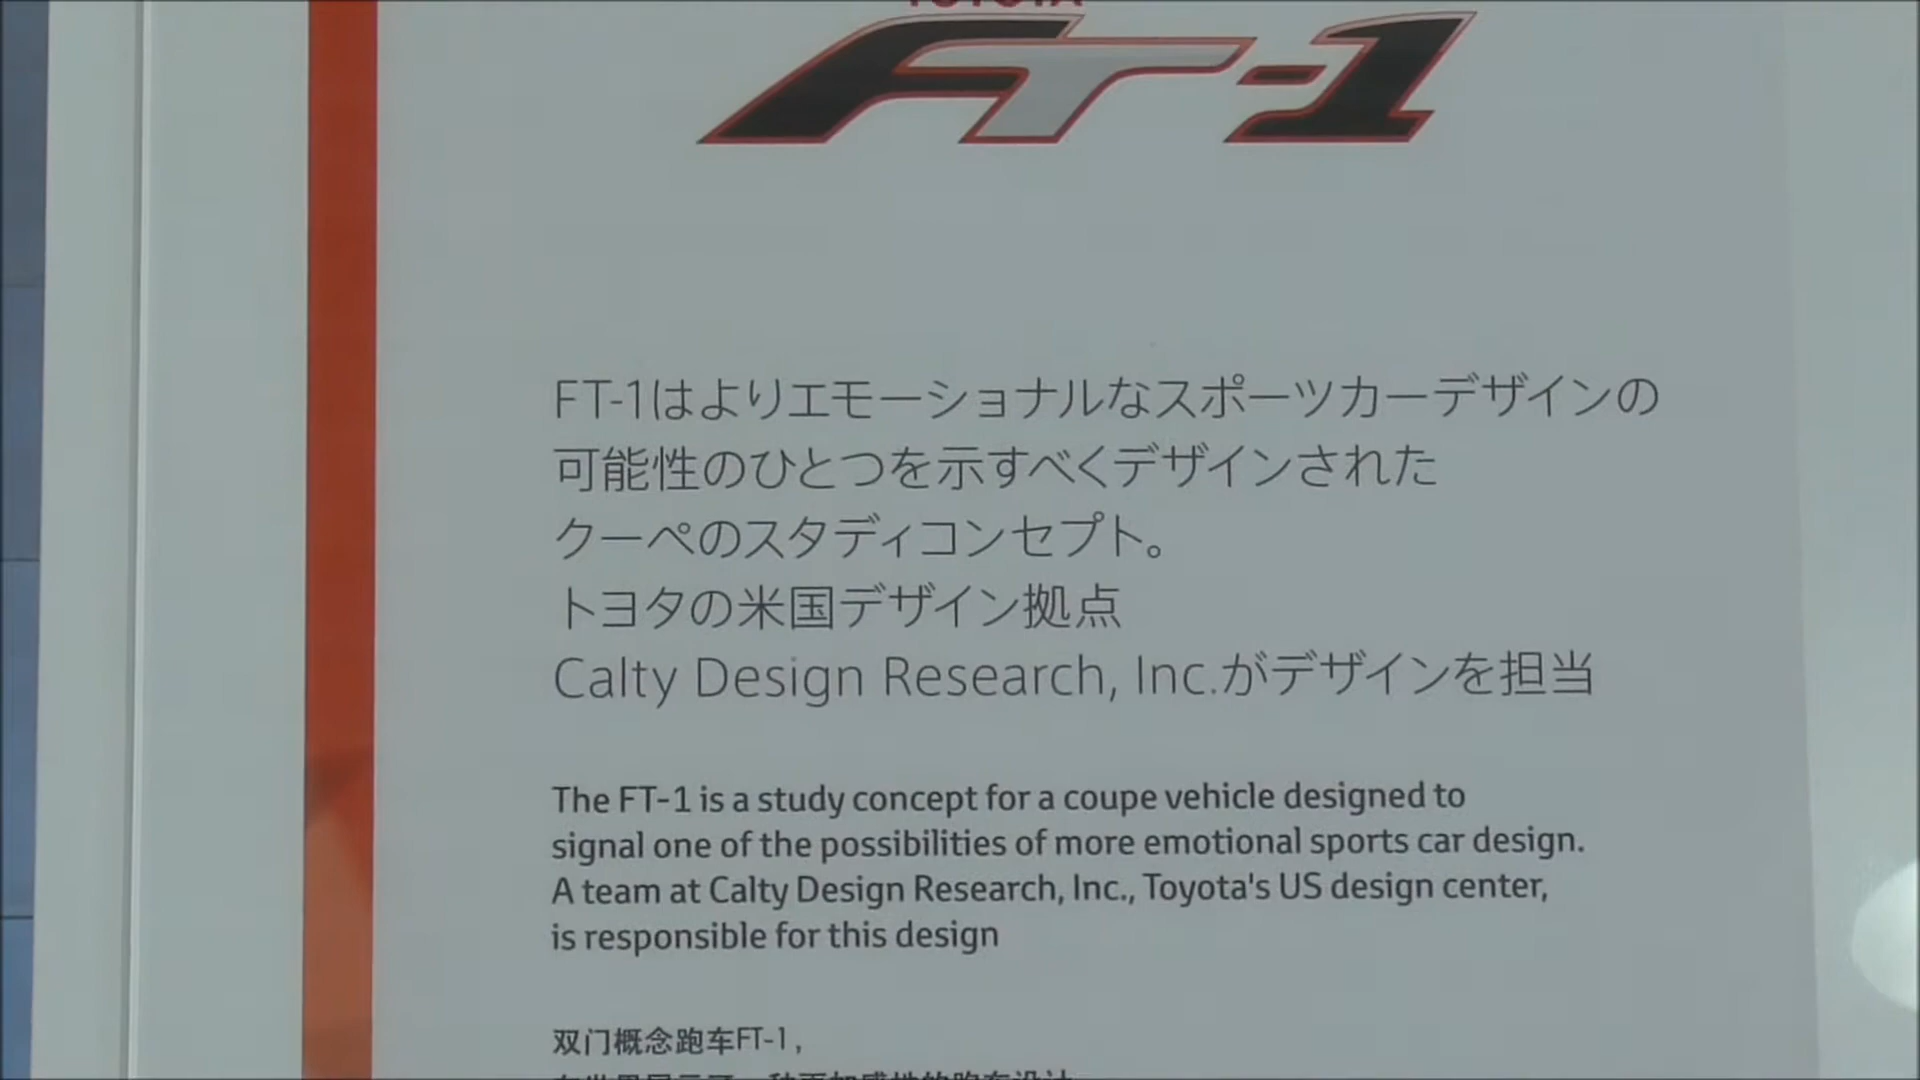 TOYOTA
FT-1
FT-1はよりエモーショナルなスポーツカーデザインの
可能性のひとつを示すべくデザインされた
クーペのスタディコンセプト。
トヨタの米国デザイン拠点
Calty Design Research, Inc.がデザインを担当
The FT-1 is a study concept for a coupe vehicle designed to
signal one of the possibilities of more emotional sports car design.
A team at Calty Design Research, Inc., Toyota's US design center,
is responsible for this design
双门概念跑车FT-1,